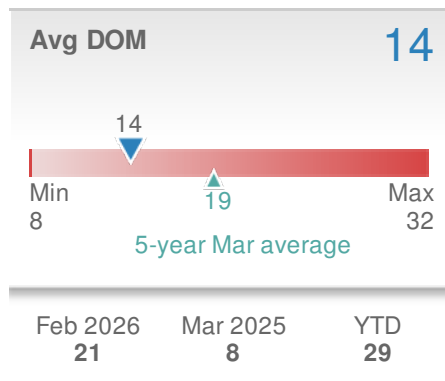 Avg DOM 14
14
19
Min Max
8 32
5-year Mar average
Feb 2026 Mar 2025 YTD
21 8 29